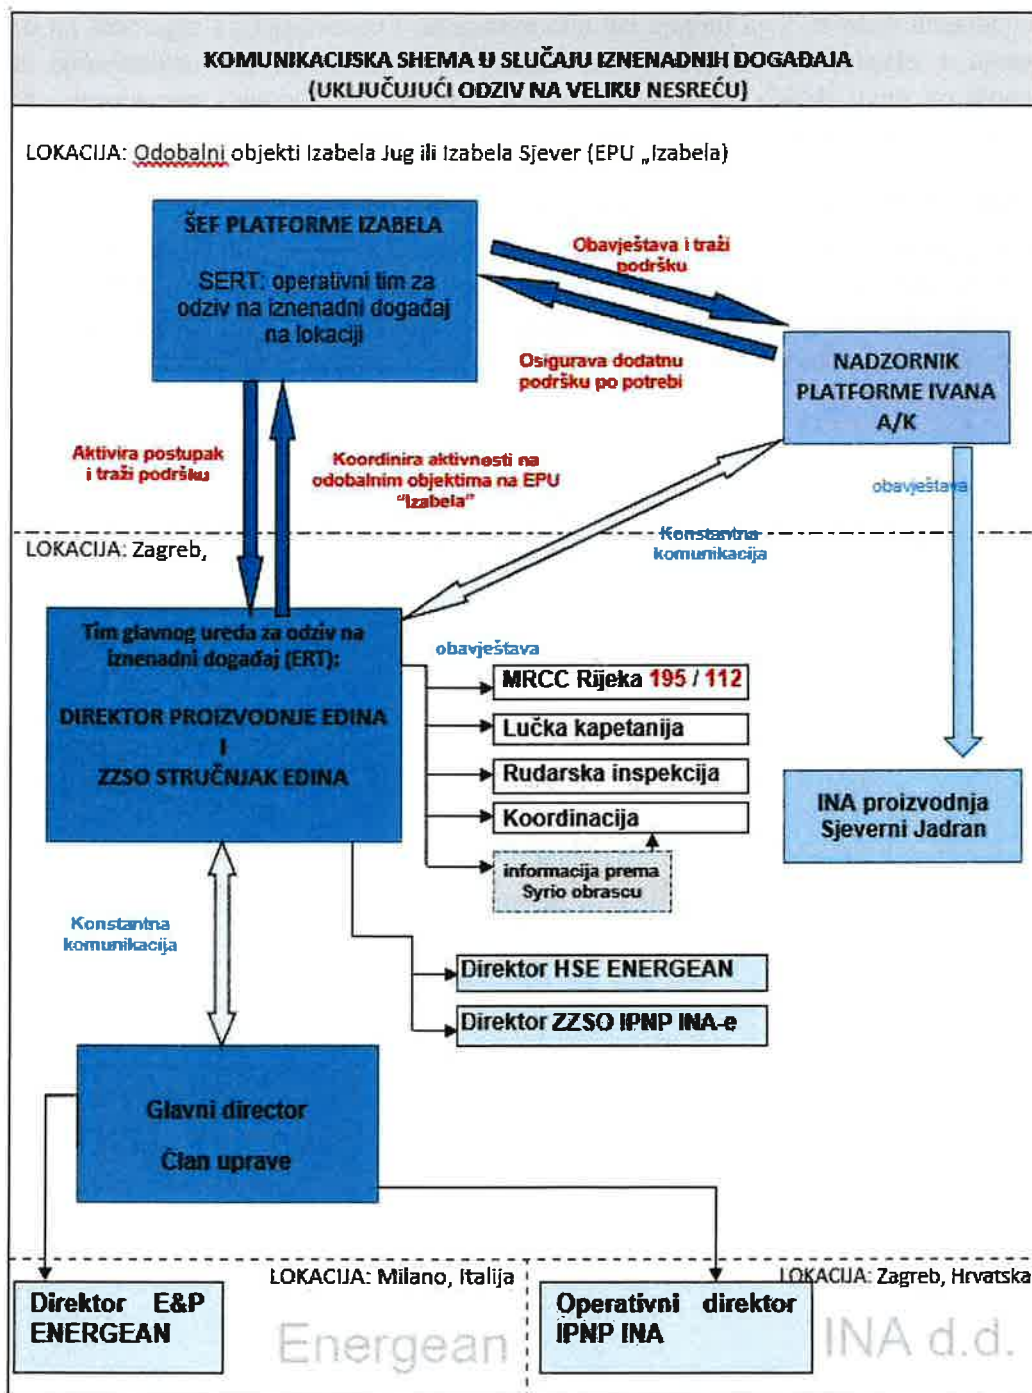 KOMUNIKACIJSKA SHEMA U SLUČAJU IZNENADNIH DOGAĐAJA
(UKLJUČUJUĆI ODZIV NA VELIKU NESREĆU)
LOKACIJA: Odobalni objekti Izabela Jug ili Izabela Sjever (EPU „Izabela)
ŠEF PLATFORME IZABELA
SERT: operativni tim za
odziv na iznenadni događaj
na lokaciji
Obavještava i traži
podršku
Osigurava dodatnu
podršku po potrebi
NADZORNIK
PLATFORME IVANA
A/K
Aktivira postupak
i traži podršku
Koordinira aktivnosti na
odobalnim objektima na EPU
"Izabela"
obavještava
Konstantna
komunikacija
LOKACIJA: Zagreb,
Tim glavnog ureda za odziv na
iznenadni događaj (ERT):
DIREKTOR PROIZVODNJE EDINA
I
ZZSO STRUČNJAK EDINA
obavještava
MRCC Rijeka 195 / 112
Lučka kapetanija
Rudarska inspekcija
Koordinacija
informacija prema
Syrio obrascu
INA proizvodnja
Sjeverni Jadran
Konstantna
komunikacija
Direktor HSE ENERGEAN
Direktor ZZSO IPNP INA-e
Glavni director
Član uprave
LOKACIJA: Milano, Italija
Direktor E&P
ENERGEAN
Energean
LOKACIJA: Zagreb, Hrvatska
Operativni direktor
IPNP INA
INA d.d.